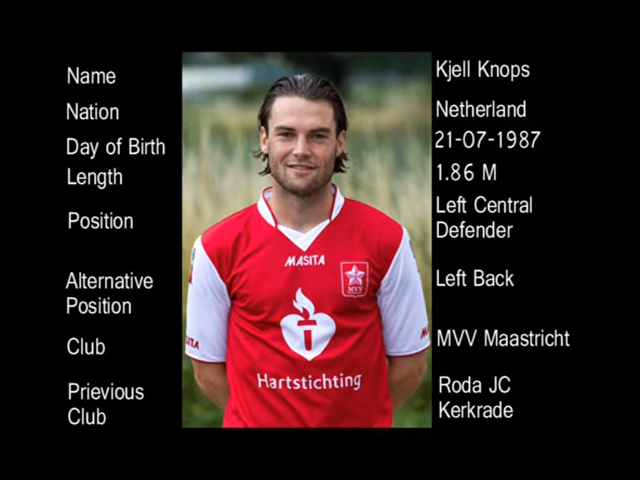 Name
Kjell Knops
Nation
Netherland
Day of Birth
21-07-1987
Length
1.86 M
Position
Left Central
Defender
Alternative
Position
Left Back
Club
MVV Maastricht
Prievious
Club
Roda JC
Kerkrade
MASITA
MVV
Hartstichting